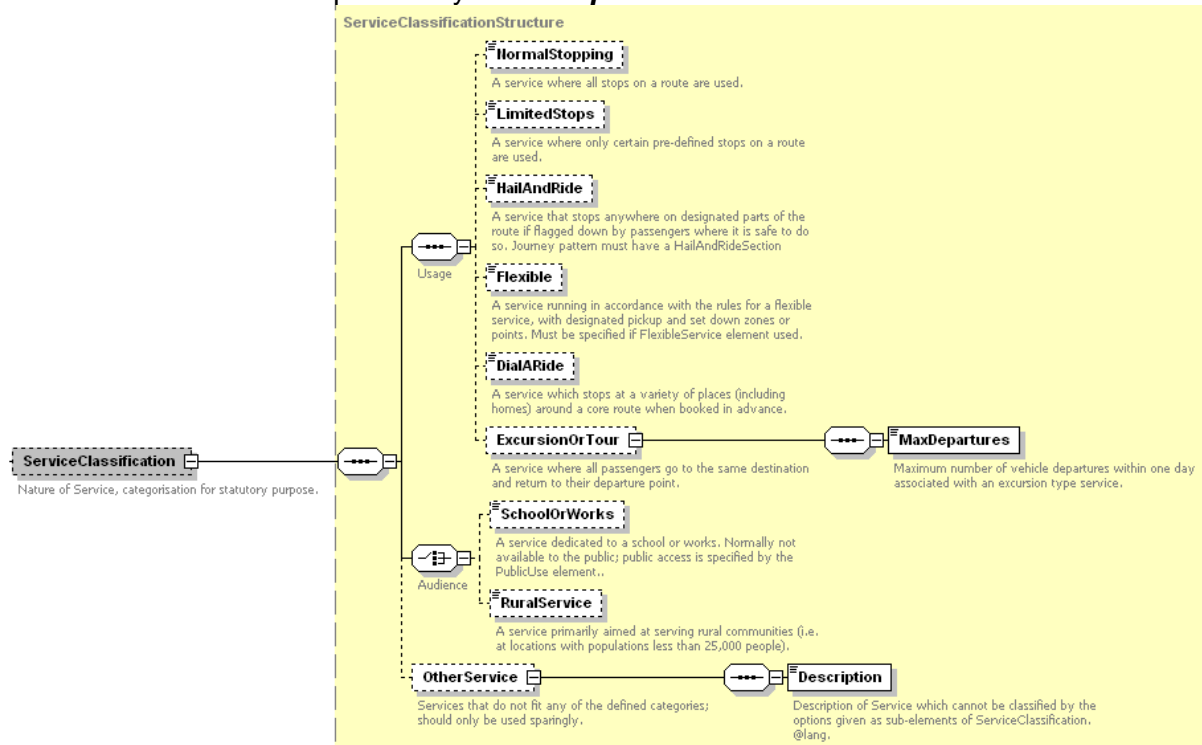 ServiceClassificationStructure
NormalStopping
A service where all stops on a route are used.
LimitedStops
A service where only certain pre-defined stops on a route
are used.
HailAndRide
A service that stops anywhere on designated parts of the
route if flagged down by passengers where it is safe to do
so. Journey pattern must have a HailAndRideSection
Usage
Flexible
A service running in accordance with the rules for a flexible
service, with designated pickup and set down zones or
points. Must be specified if FlexibleService element used.
DialARide
A service which stops at a variety of places (including
homes) around a core route when booked in advance.
ExcursionOrTour
A service where all passengers go to the same destination
and return to their departure point.
MaxDepartures
Maximum number of vehicle departures within one day
associated with an excursion type service.
ServiceClassification
Nature of Service, categorisation for statutory purpose.
SchoolOrWorks
A service dedicated to a school or works. Normally not
available to the public; public access is specified by the
PublicUse element..
Audience
RuralService
A service primarily aimed at serving rural communities (i.e.
at locations with populations less than 25,000 people).
OtherService
Services that do not fit any of the defined categories;
should only be used sparingly.
Description
Description of Service which cannot be classified by the
options given as sub-elements of ServiceClassification.
@lang.